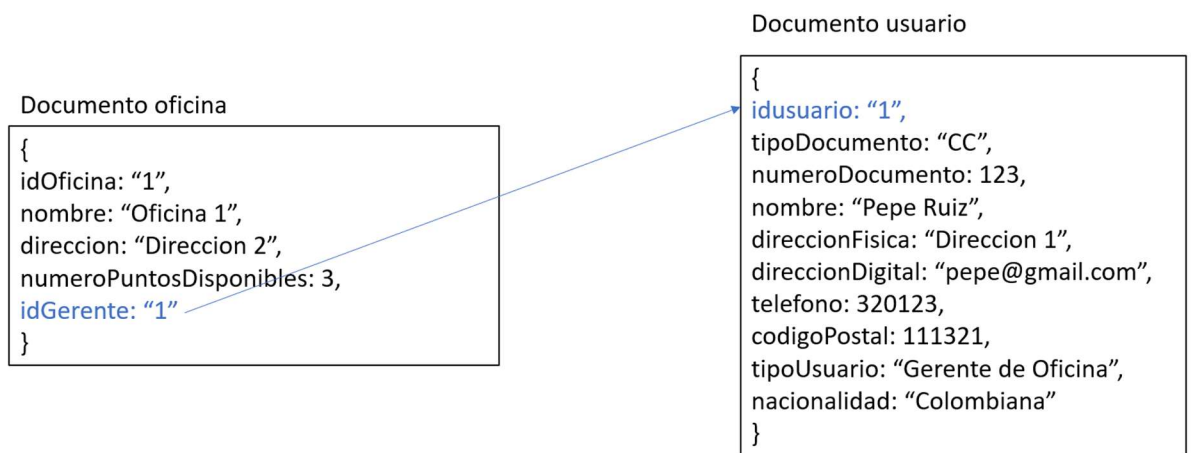 Documento oficina
{
idOficina: “1”,
nombre: “Oficina 1”,
direccion: “Direccion 2”,
numeroPuntosDisponibles: 3,
idGerente: “1”
}
Documento usuario
{
idusuario: “1”,
tipoDocumento: “CC”,
numeroDocumento: 123,
nombre: “Pepe Ruiz”,
direccionFisica: “Direccion 1”,
direccionDigital: “pepe@gmail.com”,
telefono: 320123,
codigoPostal: 111321,
tipoUsuario: “Gerente de Oficina”,
nacionalidad: “Colombiana”
}